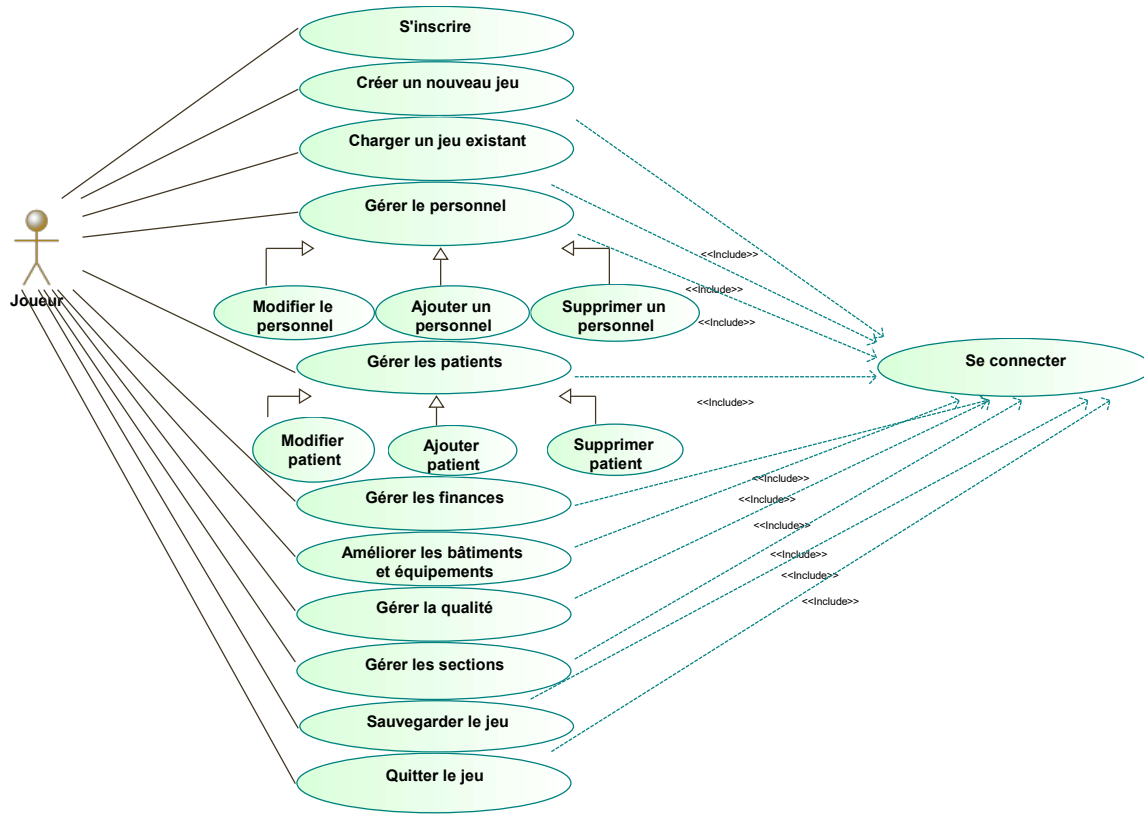 S'inscrire
Créer un nouveau jeu
Charger un jeu existant
Gérer le personnel
<<Include>>
<<Include>>
<<Include>>
Joueur
Modifier le
personnel
Ajouter un
personnel
Supprimer un
personnel
Gérer les patients
Se connecter
<<Include>>
Modifier
patient
Ajouter
patient
Supprimer
patient
Gérer les finances
<<Include>>
<<Include>>
<<Include>>
Améliorer les bâtiments
et équipements
<<Include>>
<<Include>>
<<Include>>
Gérer la qualité
Gérer les sections
Sauvegarder le jeu
Quitter le jeu